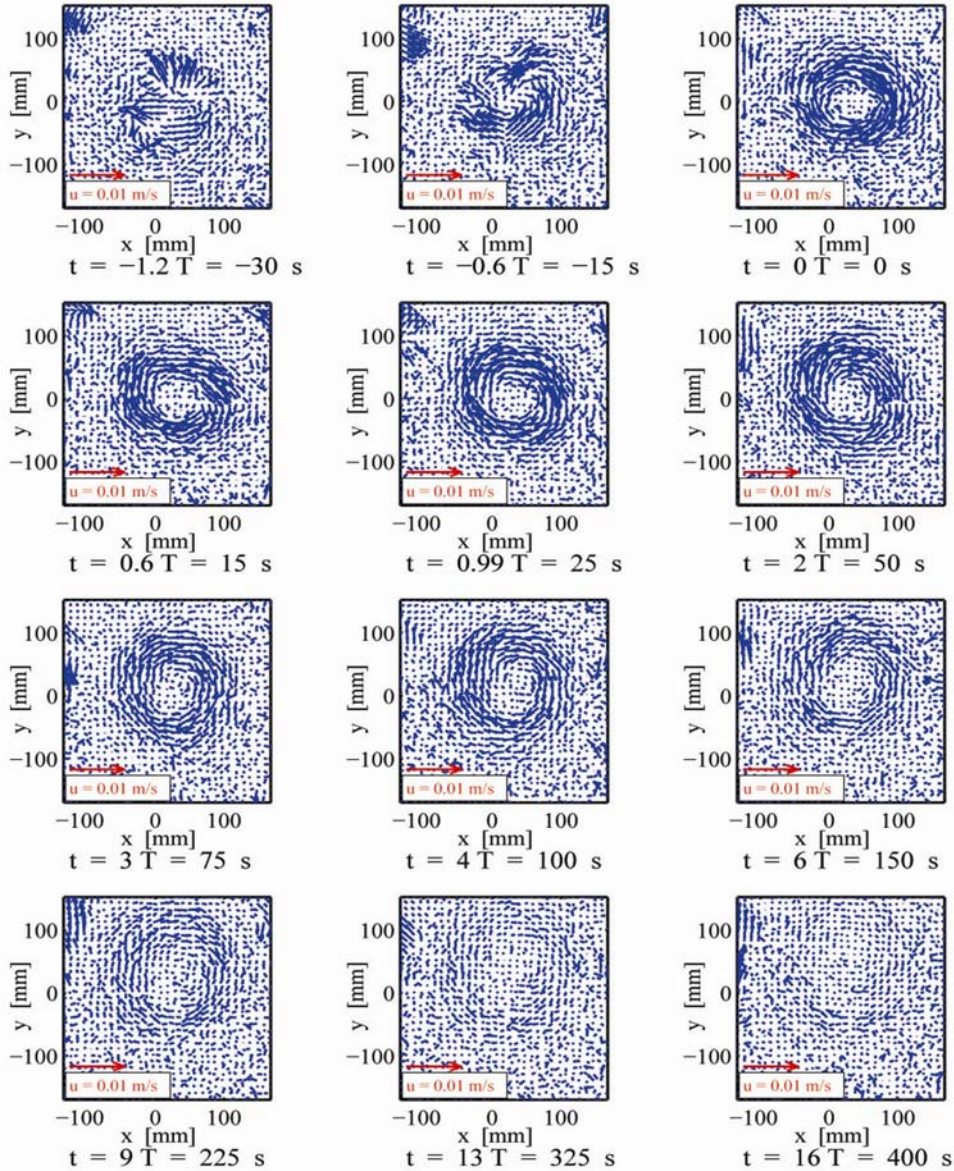 100
0
−100
y [mm]
u = 0.01 m/s
−100 0 100
x [mm]
t = −1.2 T = −30 s
100
0
−100
y [mm]
u = 0.01 m/s
−100 0 100
x [mm]
t = −0.6 T = −15 s
100
0
−100
y [mm]
u = 0.01 m/s
−100 0 100
x [mm]
t = 0 T = 0 s
100
0
−100
y [mm]
u = 0.01 m/s
−100 0 100
x [mm]
t = 0.6 T = 15 s
100
0
−100
y [mm]
u = 0.01 m/s
−100 0 100
x [mm]
t = 0.99 T = 25 s
100
0
−100
y [mm]
u = 0.01 m/s
−100 0 100
x [mm]
t = 2 T = 50 s
100
0
−100
y [mm]
u = 0.01 m/s
−100 0 100
x [mm]
t = 3 T = 75 s
100
0
−100
y [mm]
u = 0.01 m/s
−100 0 100
x [mm]
t = 4 T = 100 s
100
0
−100
y [mm]
u = 0.01 m/s
−100 0 100
x [mm]
t = 6 T = 150 s
100
0
−100
y [mm]
u = 0.01 m/s
−100 0 100
x [mm]
t = 9 T = 225 s
100
0
−100
y [mm]
u = 0.01 m/s
−100 0 100
x [mm]
t = 13 T = 325 s
100
0
−100
y [mm]
u = 0.01 m/s
−100 0 100
x [mm]
t = 16 T = 400 s